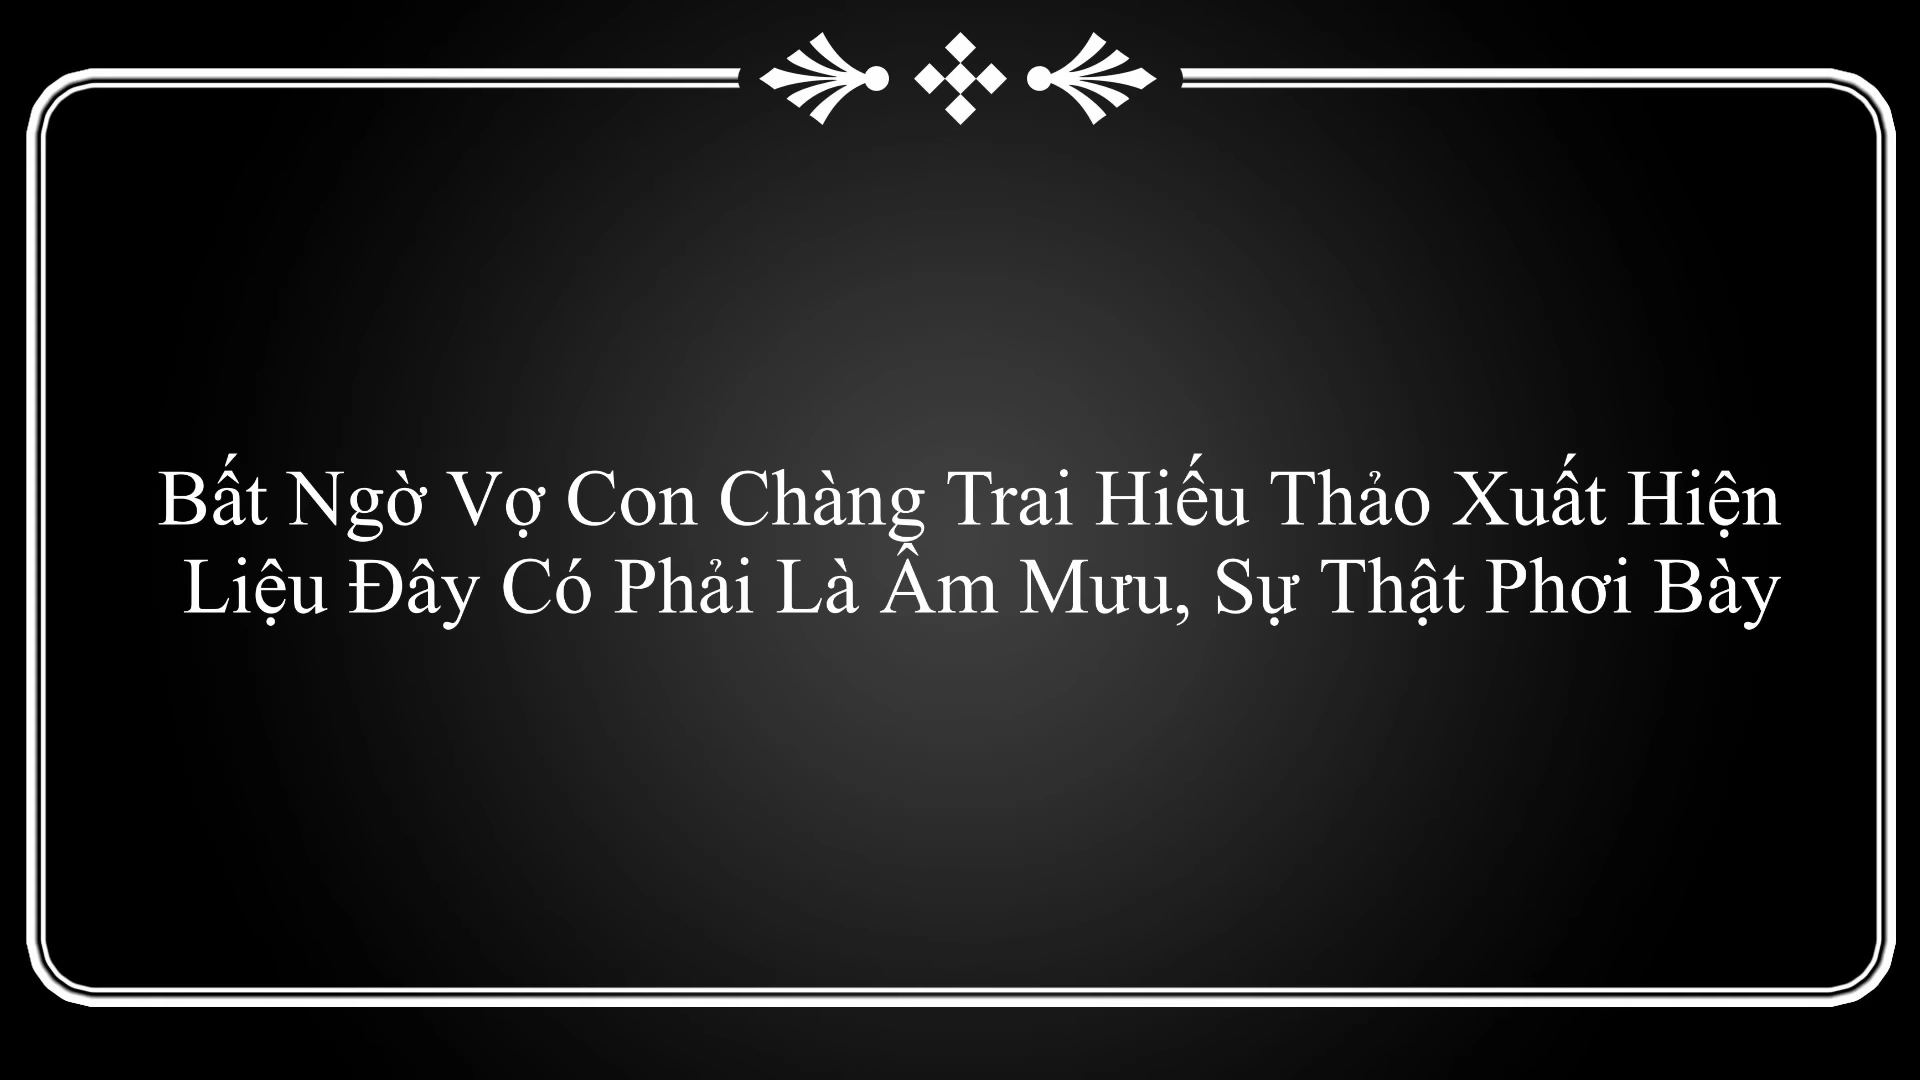 Bất Ngờ Vợ Con Chàng Trai Hiếu Thảo Xuất Hiện
Liệu Đây Có Phải Là Âm Mưu, Sự Thật Phơi Bày